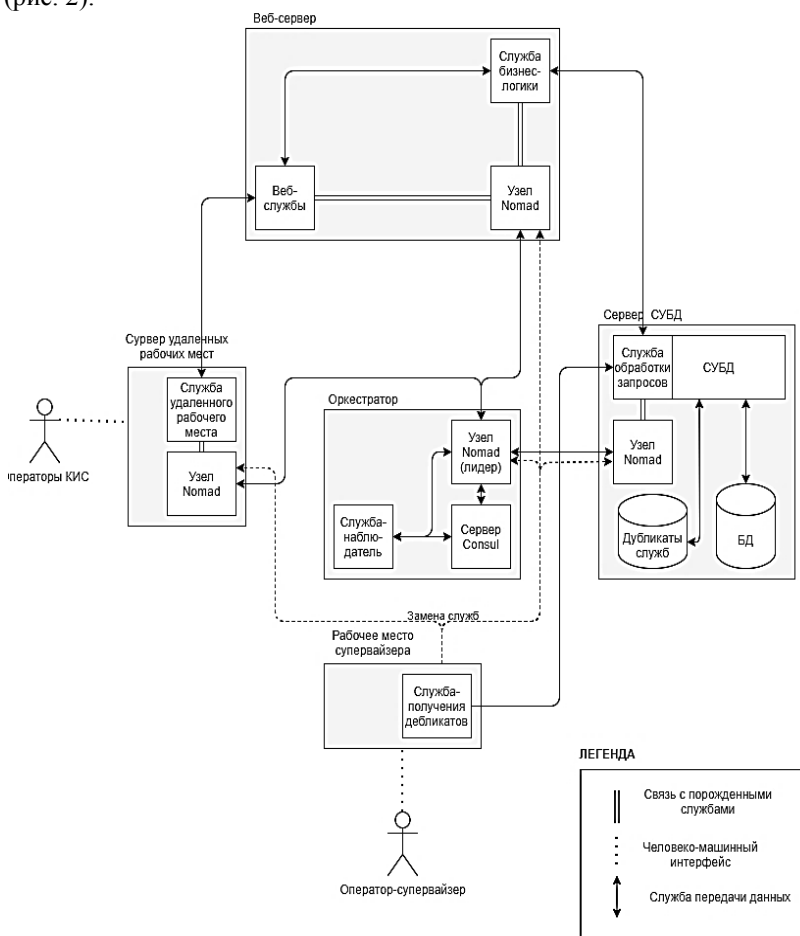 (рис. 2).
Веб-сервер
Служба
бизнес-
логики
Веб-
службы
Узел
Nomad
Сурвер удаленных
рабочих мест
Служба
удаленного
рабочего
места
Узел
Nomad
ператоры КИС
Оркестратор
Узел
Nomad
(лидер)
Служба-
наблю-
датель
Сервер
Consul
Сервер СУБД
Служба
обработки
запросов
СУБД
Узел
Nomad
Дубликаты
служб
БД
Замена служб
Рабочее место
супервайзера
Служба-
получения
дебликатов
Оператор-супервайзер
ЛЕГЕНДА
Связь с порожденными
службами
Человеко-машинный
интерфейс
Служба передачи данных